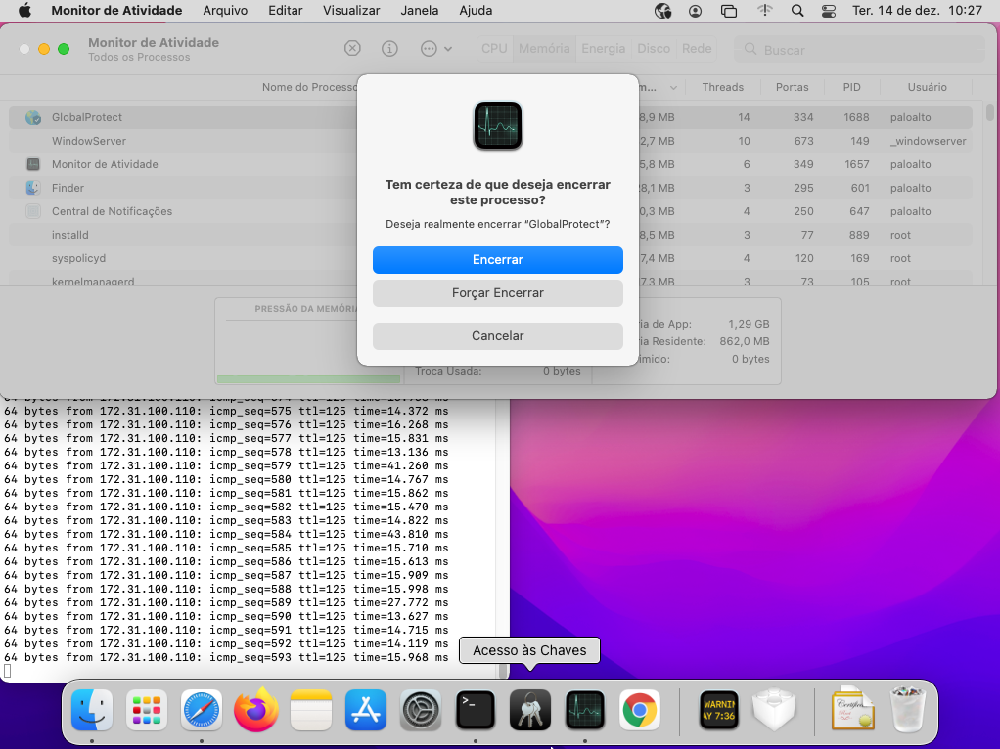 Monitor de Atividade Arquivo Editar Visualizar Janela Ajuda Ter. 14 de dez. 10:27
Monitor de Atividade
Todos os Processos
CPU Memória Energia Disco Rede
Buscar
Nome do Processo m... Threads Portas PID Usuário
GlobalProtect 8,9 MB 14 334 1688 paloalto
WindowServer 2,7 MB 10 673 149 _windowserver
Monitor de Atividade 5,8 MB 6 349 1657 paloalto
Finder 8,1 MB 3 295 601 paloalto
Central de Notificações 0,3 MB 4 250 647 paloalto
installd 8,5 MB 3 77 889 root
syspolicyd 7,4 MB 4 120 169 root
kernelmanagerd 7,3 MB 3 73 105 root
Tem certeza de que deseja encerrar
este processo?
Deseja realmente encerrar “GlobalProtect”?
Encerrar
Forçar Encerrar
Cancelar
PRESSÃO DA MEMÓRIA
ia de App: 1,29 GB
ia Residente: 862,0 MB
imido: 0 bytes
Troca Usada: 0 bytes
64 bytes from 172.31.100.110: icmp_seq=575 ttl=125 time=14.372 ms
64 bytes from 172.31.100.110: icmp_seq=576 ttl=125 time=16.268 ms
64 bytes from 172.31.100.110: icmp_seq=577 ttl=125 time=15.831 ms
64 bytes from 172.31.100.110: icmp_seq=578 ttl=125 time=13.136 ms
64 bytes from 172.31.100.110: icmp_seq=579 ttl=125 time=41.260 ms
64 bytes from 172.31.100.110: icmp_seq=580 ttl=125 time=14.767 ms
64 bytes from 172.31.100.110: icmp_seq=581 ttl=125 time=15.862 ms
64 bytes from 172.31.100.110: icmp_seq=582 ttl=125 time=15.470 ms
64 bytes from 172.31.100.110: icmp_seq=583 ttl=125 time=14.822 ms
64 bytes from 172.31.100.110: icmp_seq=584 ttl=125 time=43.810 ms
64 bytes from 172.31.100.110: icmp_seq=585 ttl=125 time=15.710 ms
64 bytes from 172.31.100.110: icmp_seq=586 ttl=125 time=15.613 ms
64 bytes from 172.31.100.110: icmp_seq=587 ttl=125 time=15.909 ms
64 bytes from 172.31.100.110: icmp_seq=588 ttl=125 time=15.998 ms
64 bytes from 172.31.100.110: icmp_seq=589 ttl=125 time=27.772 ms
64 bytes from 172.31.100.110: icmp_seq=590 ttl=125 time=13.627 ms
64 bytes from 172.31.100.110: icmp_seq=591 ttl=125 time=14.715 ms
64 bytes from 172.31.100.110: icmp_seq=592 ttl=125 time=14.119 ms
64 bytes from 172.31.100.110: icmp_seq=593 ttl=125 time=15.968 ms
Acesso às Chaves
WARNIN
AY 7:36